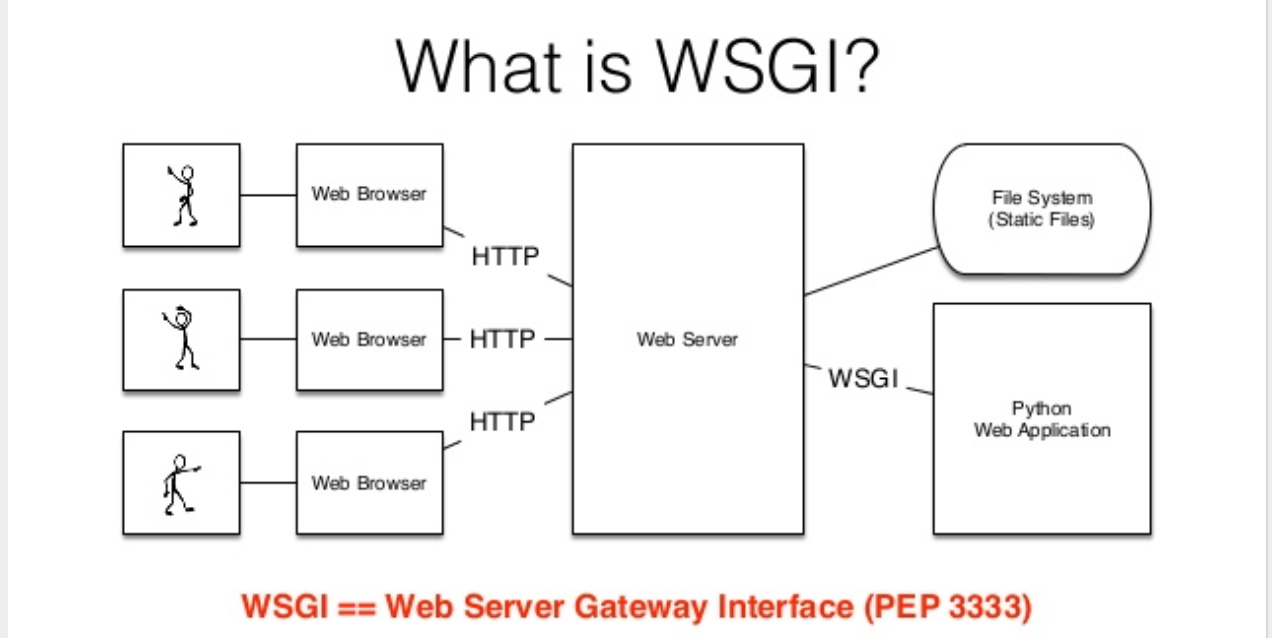 What is WSGI?
Web Browser
HTTP
Web Browser
HTTP
Web Browser
HTTP
Web Server
File System
(Static Files)
WSGI
Python
Web Application
WSGI == Web Server Gateway Interface (PEP 3333)